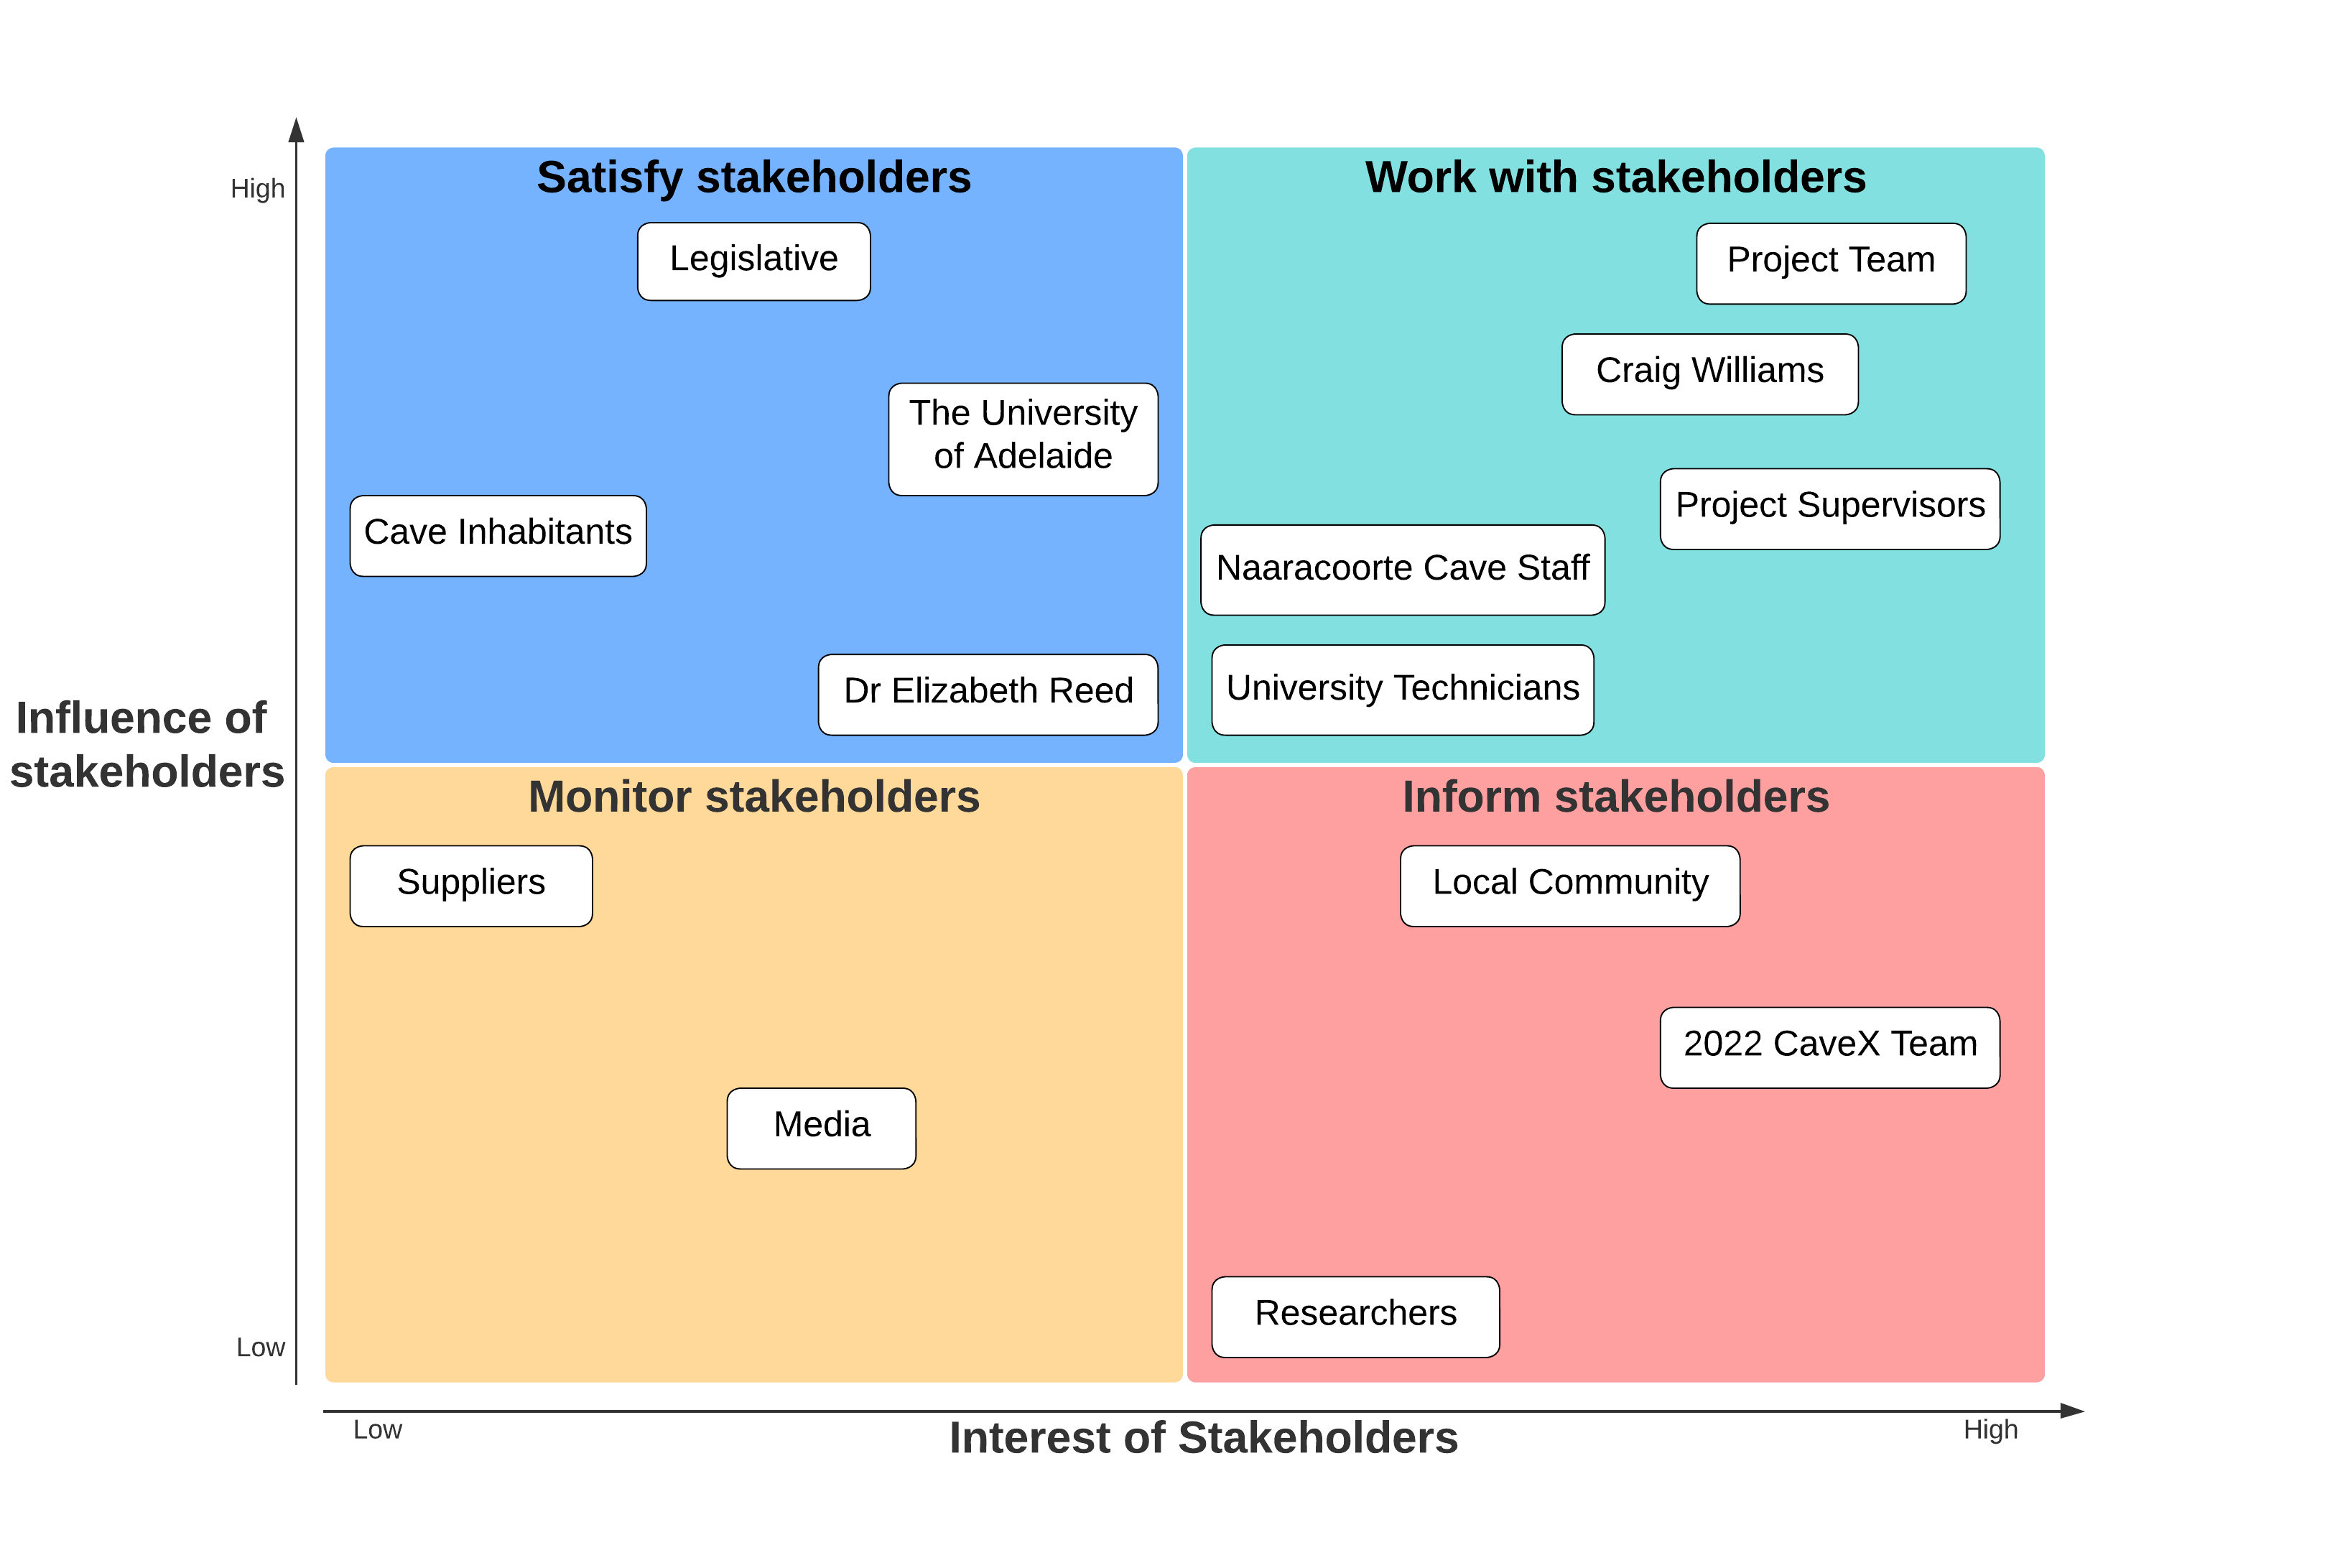 High
Satisfy stakeholders
Work with stakeholders
Legislative
Project Team
Craig Williams
The University
of Adelaide
Cave Inhabitants
Project Supervisors
Naaracoorte Cave Staff
Dr Elizabeth Reed
University Technicians
Influence of
stakeholders
Monitor stakeholders
Inform stakeholders
Suppliers
Local Community
2022 CaveX Team
Media
Researchers
Low
Low
Interest of Stakeholders
High